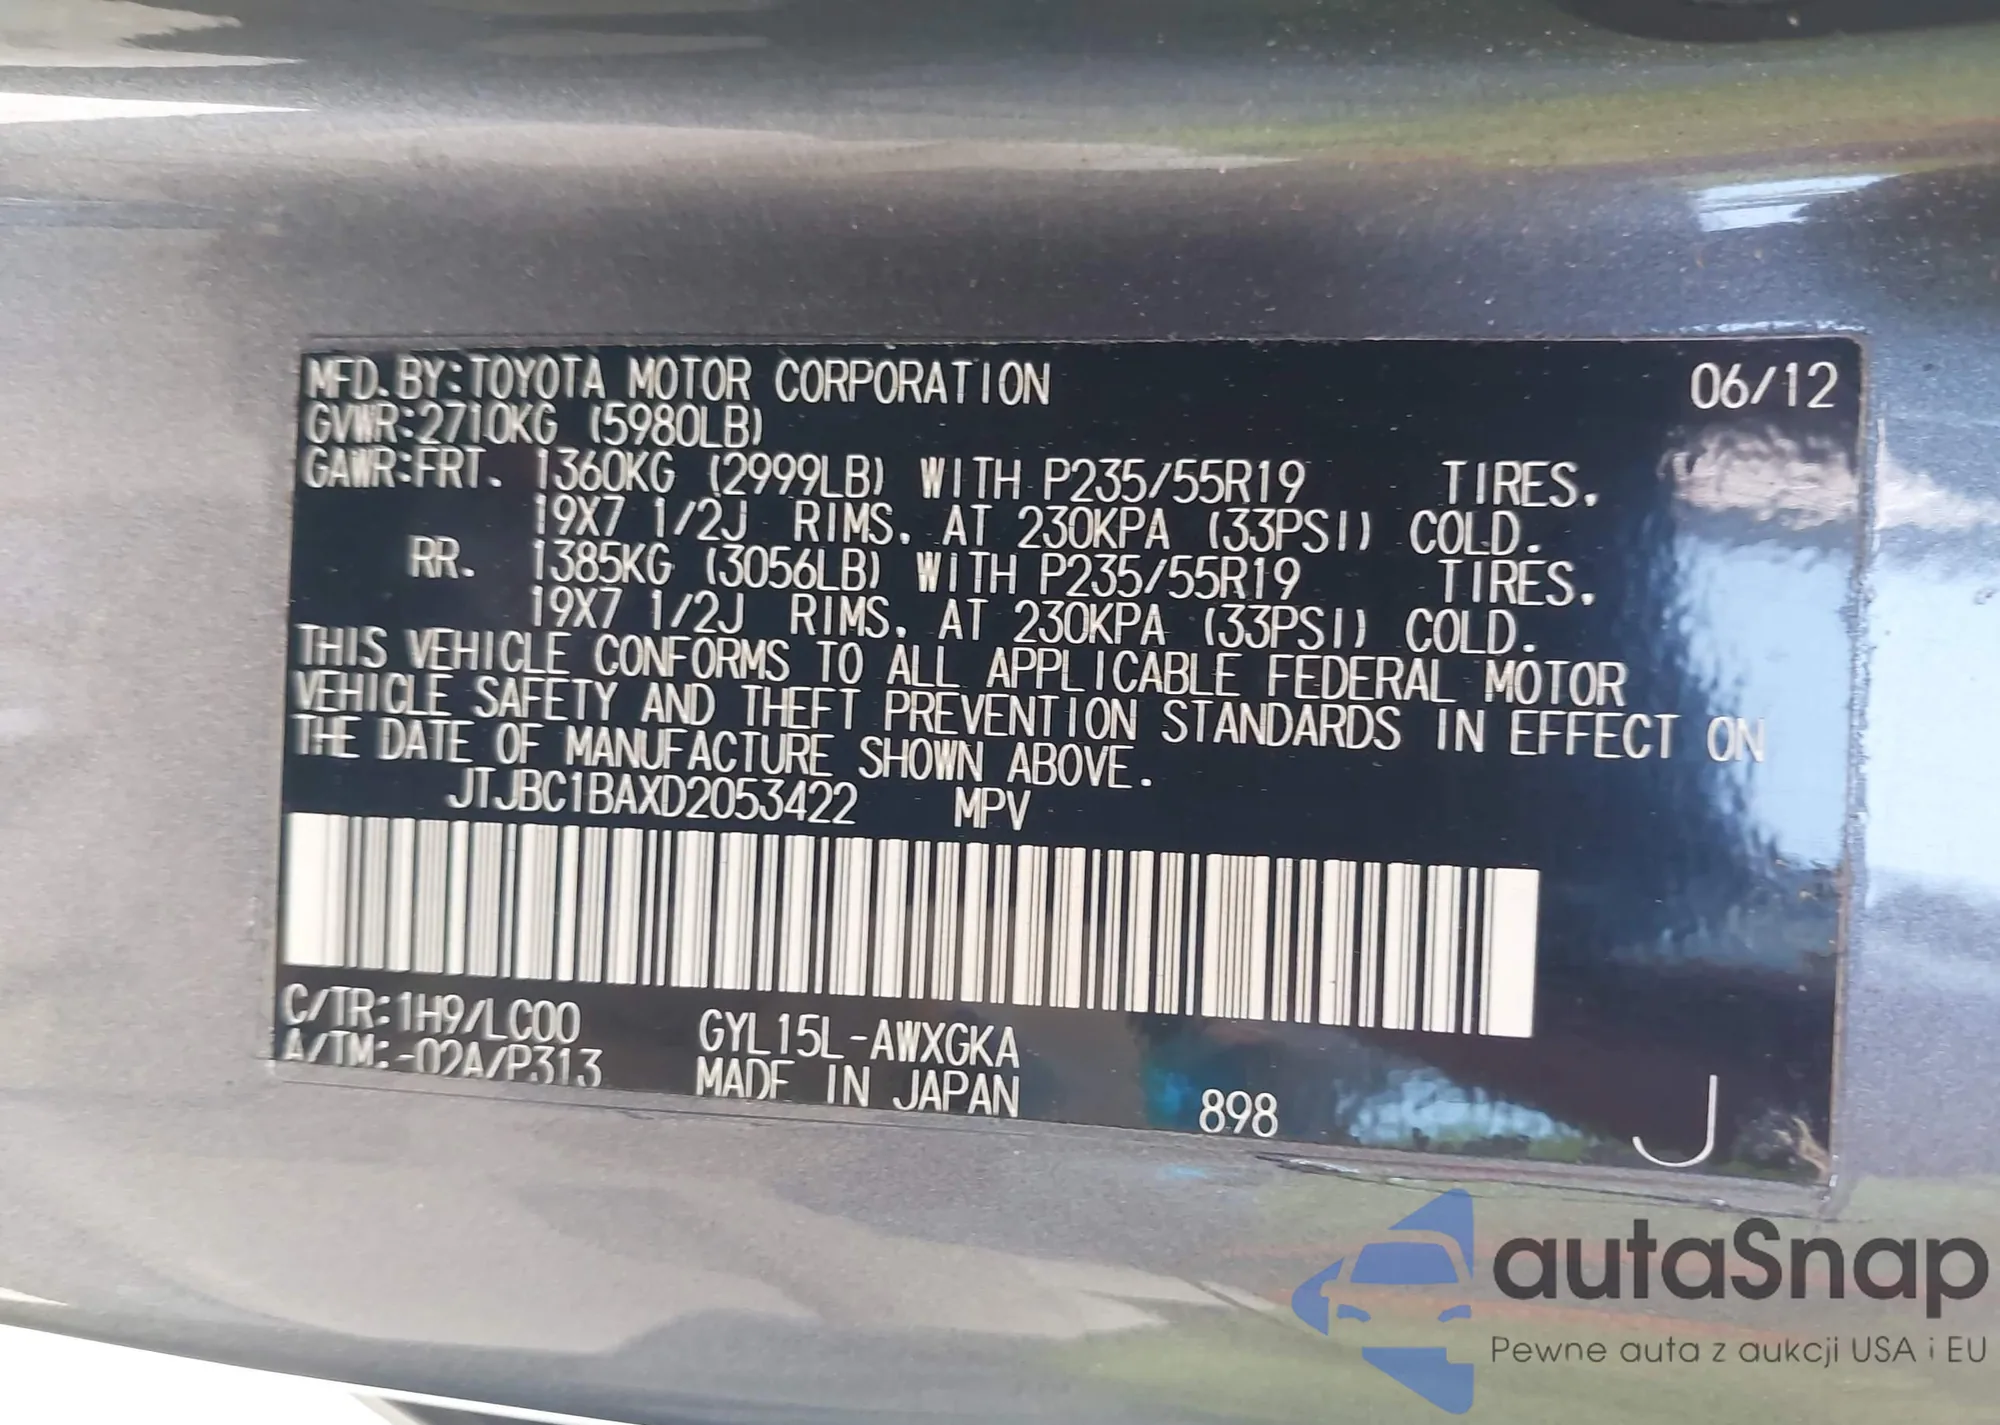 MFD. BY: TOYOTA MOTOR CORPORATION 06/12
GVWR: 2710KG (5980LB)
GAWR: FRT. 1360KG (2999LB) WITH P235/55R19 TIRES,
19X7 1/2J RIMS, AT 230KPA (33PSI) COLD.
RR. 1385KG (3056LB) WITH P235/55R19 TIRES,
19X7 1/2J RIMS, AT 230KPA (33PSI) COLD.
THIS VEHICLE CONFORMS TO ALL APPLICABLE FEDERAL MOTOR
VEHICLE SAFETY AND THEFT PREVENTION STANDARDS IN EFFECT ON
THE DATE OF MANUFACTURE SHOWN ABOVE.
JTJBC1BAXD2053422 MPV
C/TR: 1H9/LC00 GYL15L-AWXGKA
A/TM: -02A/P313 MADE IN JAPAN 898 J
autaSnap
Pewne auta z aukcji USA i EU